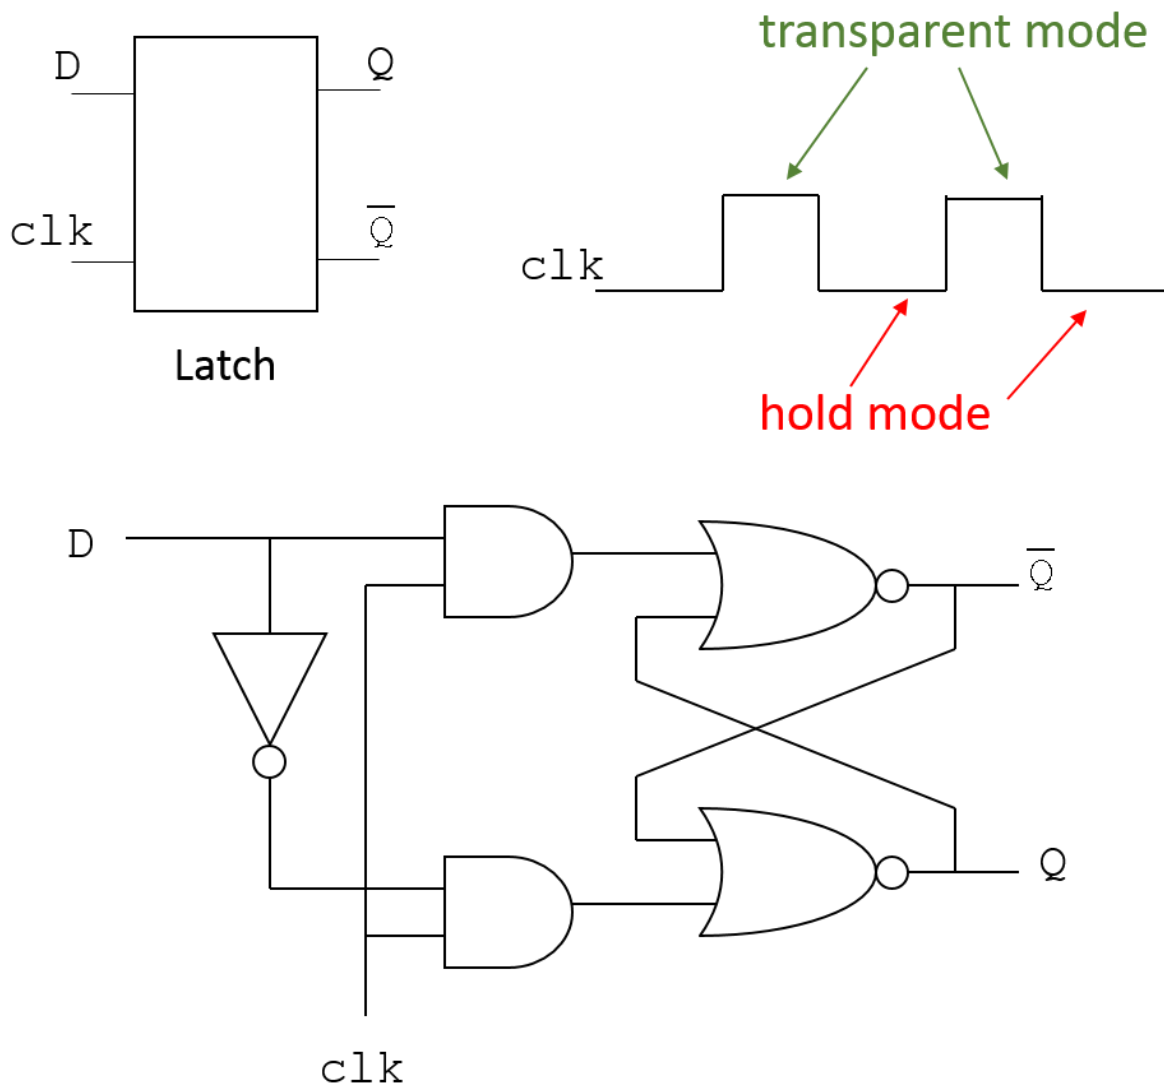 transparent mode
D
Q
clk
Q̅
clk
Latch
hold mode
D
Q̅
Q
clk